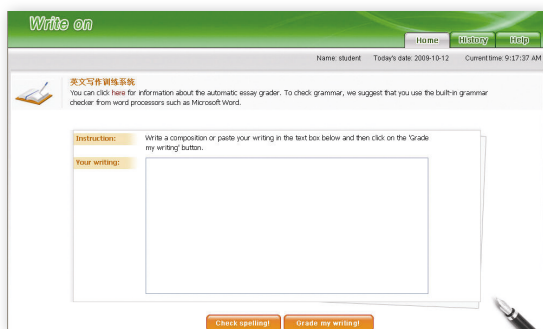 Write on
Home History Help
Name: student Today's date: 2009-10-12 Current time: 9:17:37 AM
英文写作训练系统
You can click here for information about the automatic essay grader. To check grammar, we suggest that you use the built-in grammar
checker from word processors such as Microsoft Word.
Instruction: Write a composition or paste your writing in the text box below and then click on the 'Grade
my writing' button.
Your writing:
Check spelling! Grade my writing!